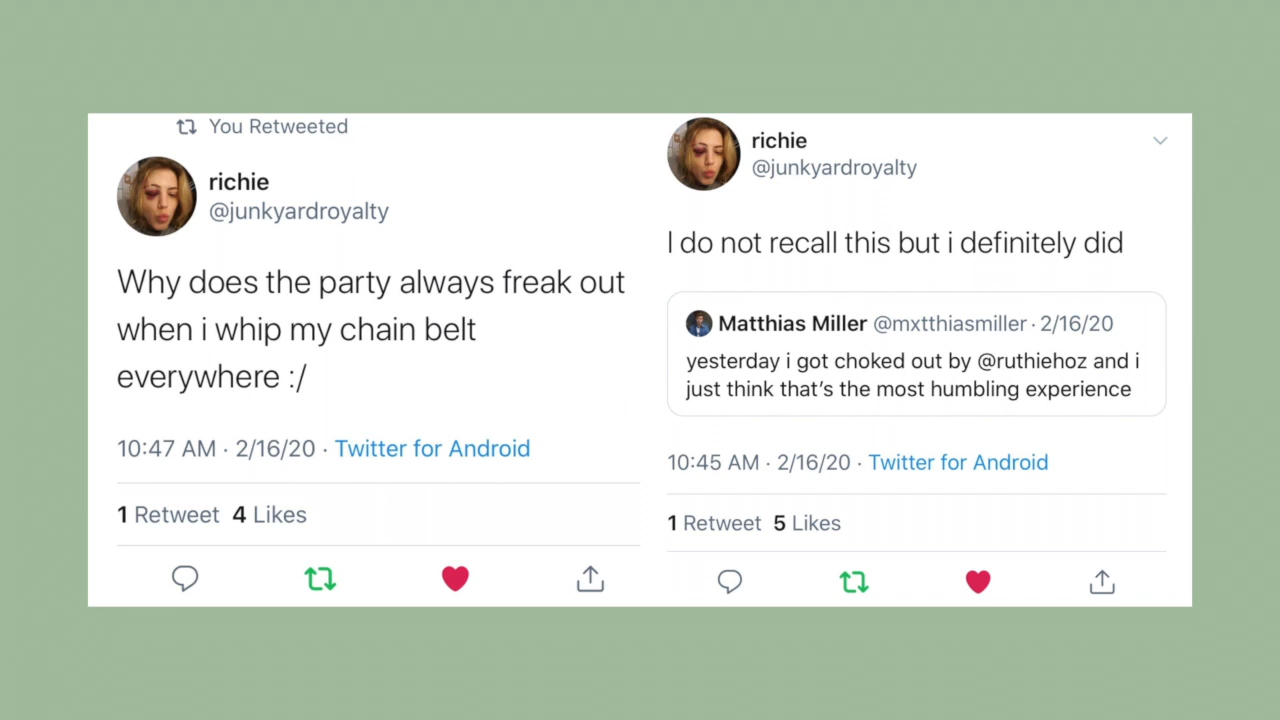 You Retweeted
richie
@junkyardroyalty
Why does the party always freak out
when i whip my chain belt
everywhere :/
10:47 AM · 2/16/20 · Twitter for Android
1 Retweet 4 Likes
richie
@junkyardroyalty
I do not recall this but i definitely did
Matthias Miller @mxtthiasmiller · 2/16/20
yesterday i got choked out by @ruthiehoz and i
just think that’s the most humbling experience
10:45 AM · 2/16/20 · Twitter for Android
1 Retweet 5 Likes